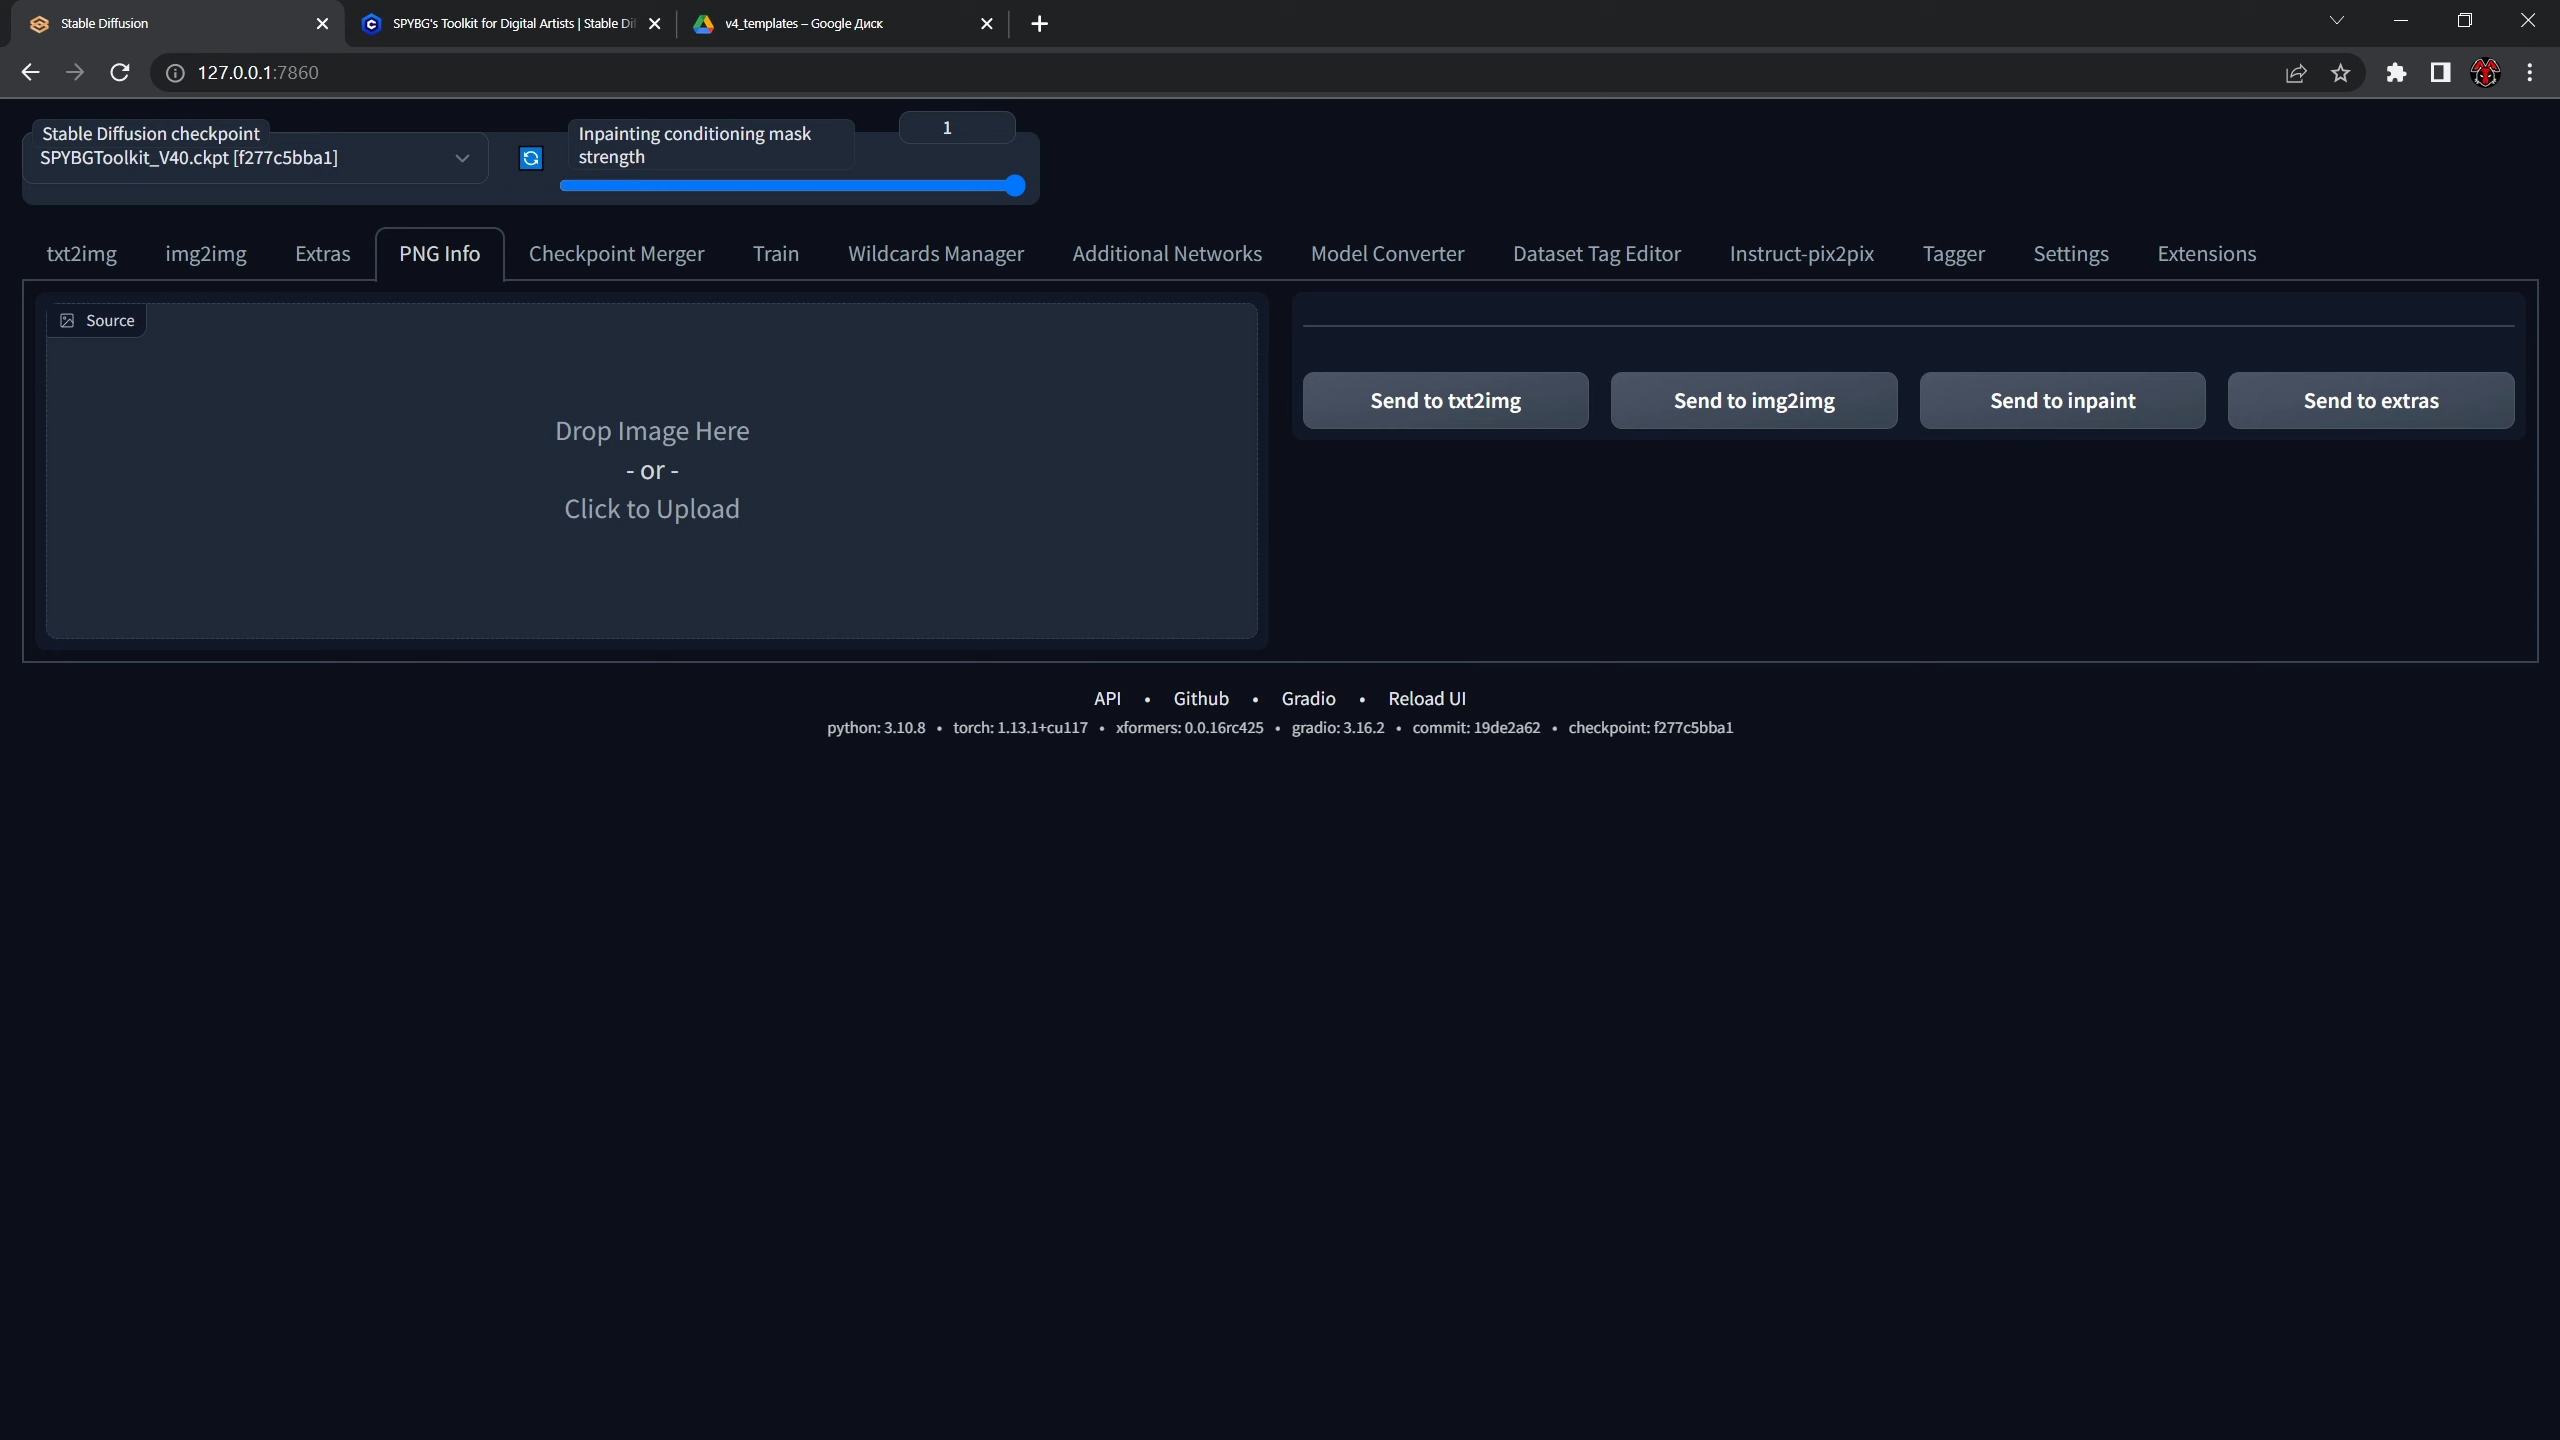 Stable Diffusion
SPYBG's Toolkit for Digital Artists | Stable Dif
v4_templates – Google Диск
127.0.0.1:7860
Stable Diffusion checkpoint
SPYBGToolkit_V40.ckpt [f277c5bba1]
Inpainting conditioning mask
strength
1
txt2img img2img Extras PNG Info Checkpoint Merger Train Wildcards Manager Additional Networks Model Converter Dataset Tag Editor Instruct-pix2pix Tagger Settings Extensions
Source
Drop Image Here
- or -
Click to Upload
Send to txt2img Send to img2img Send to inpaint Send to extras
API • Github • Gradio • Reload UI
python: 3.10.8 • torch: 1.13.1+cu117 • xformers: 0.0.16rc425 • gradio: 3.16.2 • commit: 19de2a62 • checkpoint: f277c5bba1